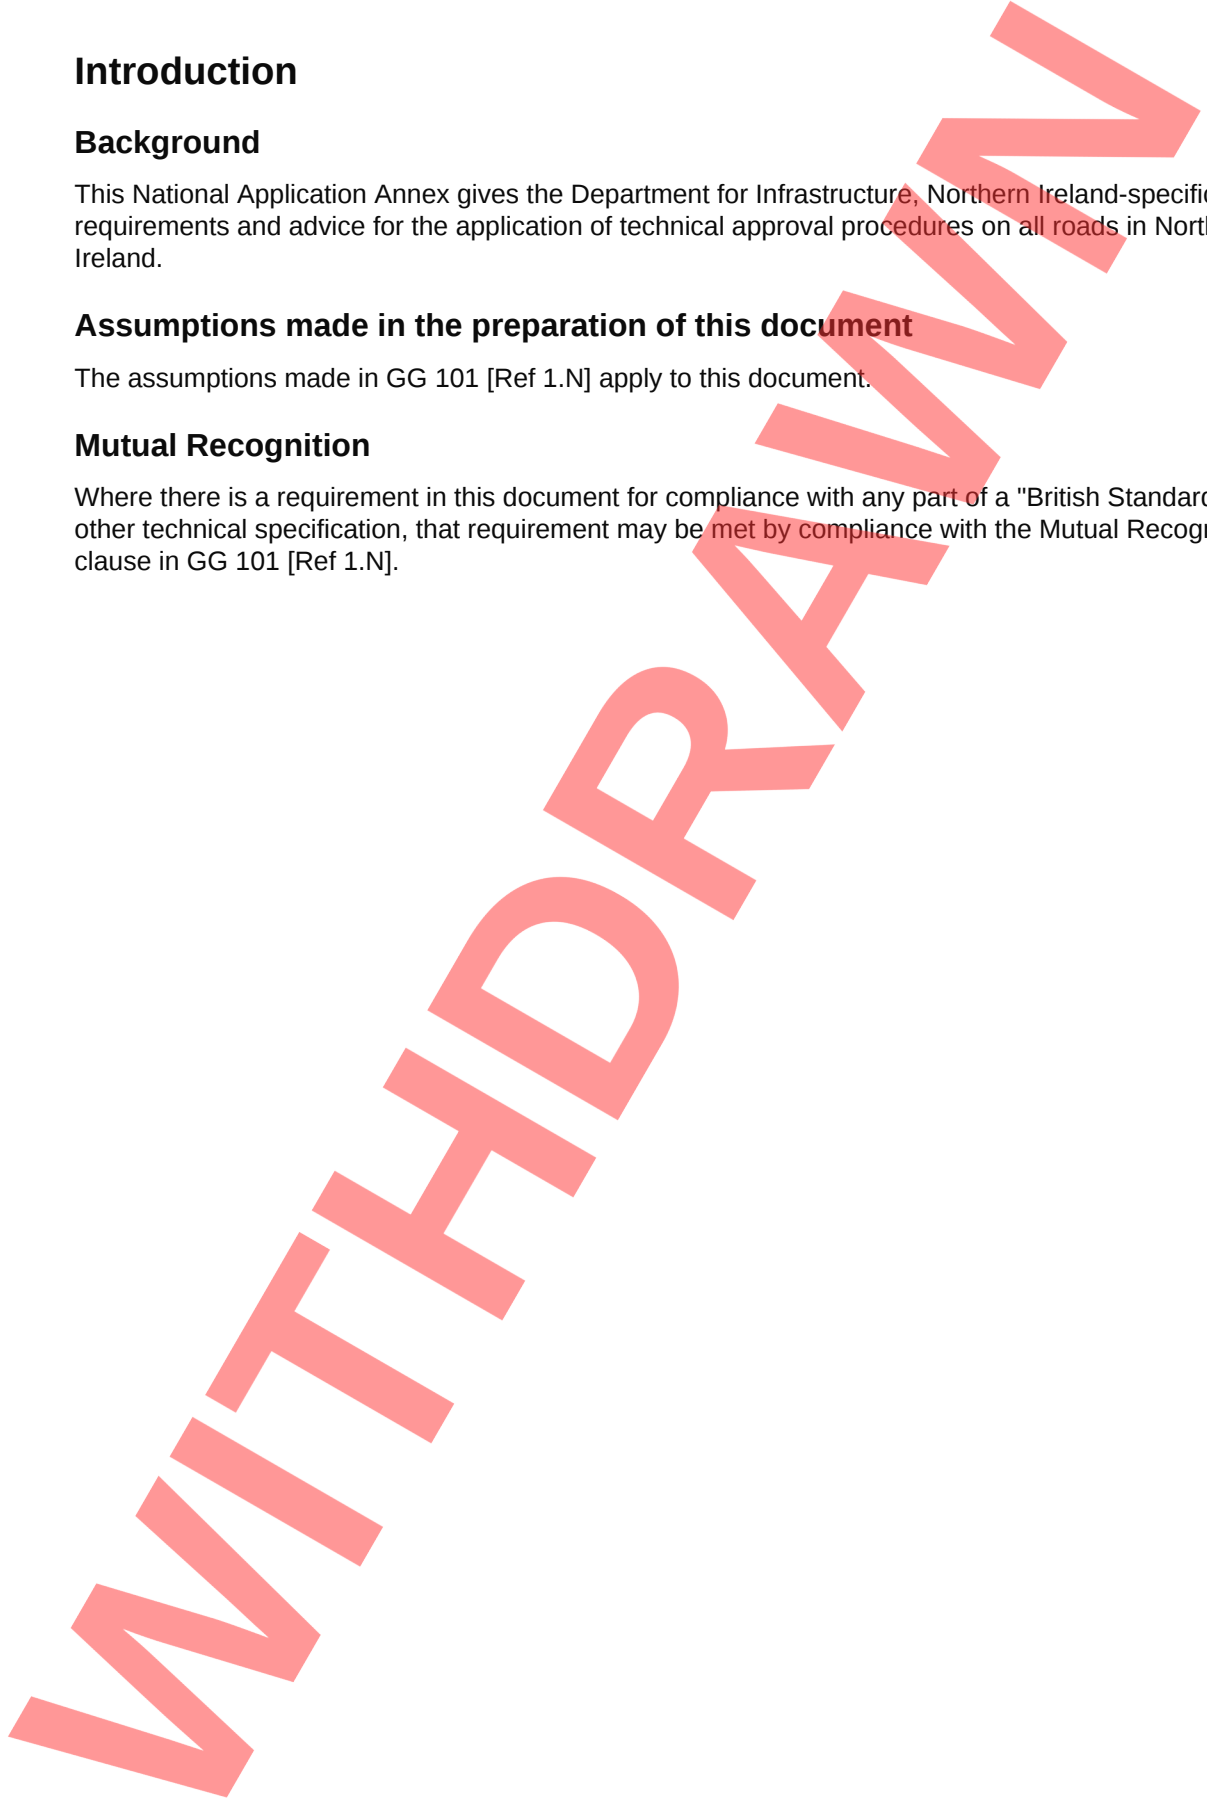 Introduction
Background
This National Application Annex gives the Department for Infrastructure, Northern Ireland-specific
requirements and advice for the application of technical approval procedures on all roads in North
Ireland.
Assumptions made in the preparation of this document
The assumptions made in GG 101 [Ref 1.N] apply to this document.
Mutual Recognition
Where there is a requirement in this document for compliance with any part of a "British Standard
other technical specification, that requirement may be met by compliance with the Mutual Recogn
clause in GG 101 [Ref 1.N].
WITHDRAWN